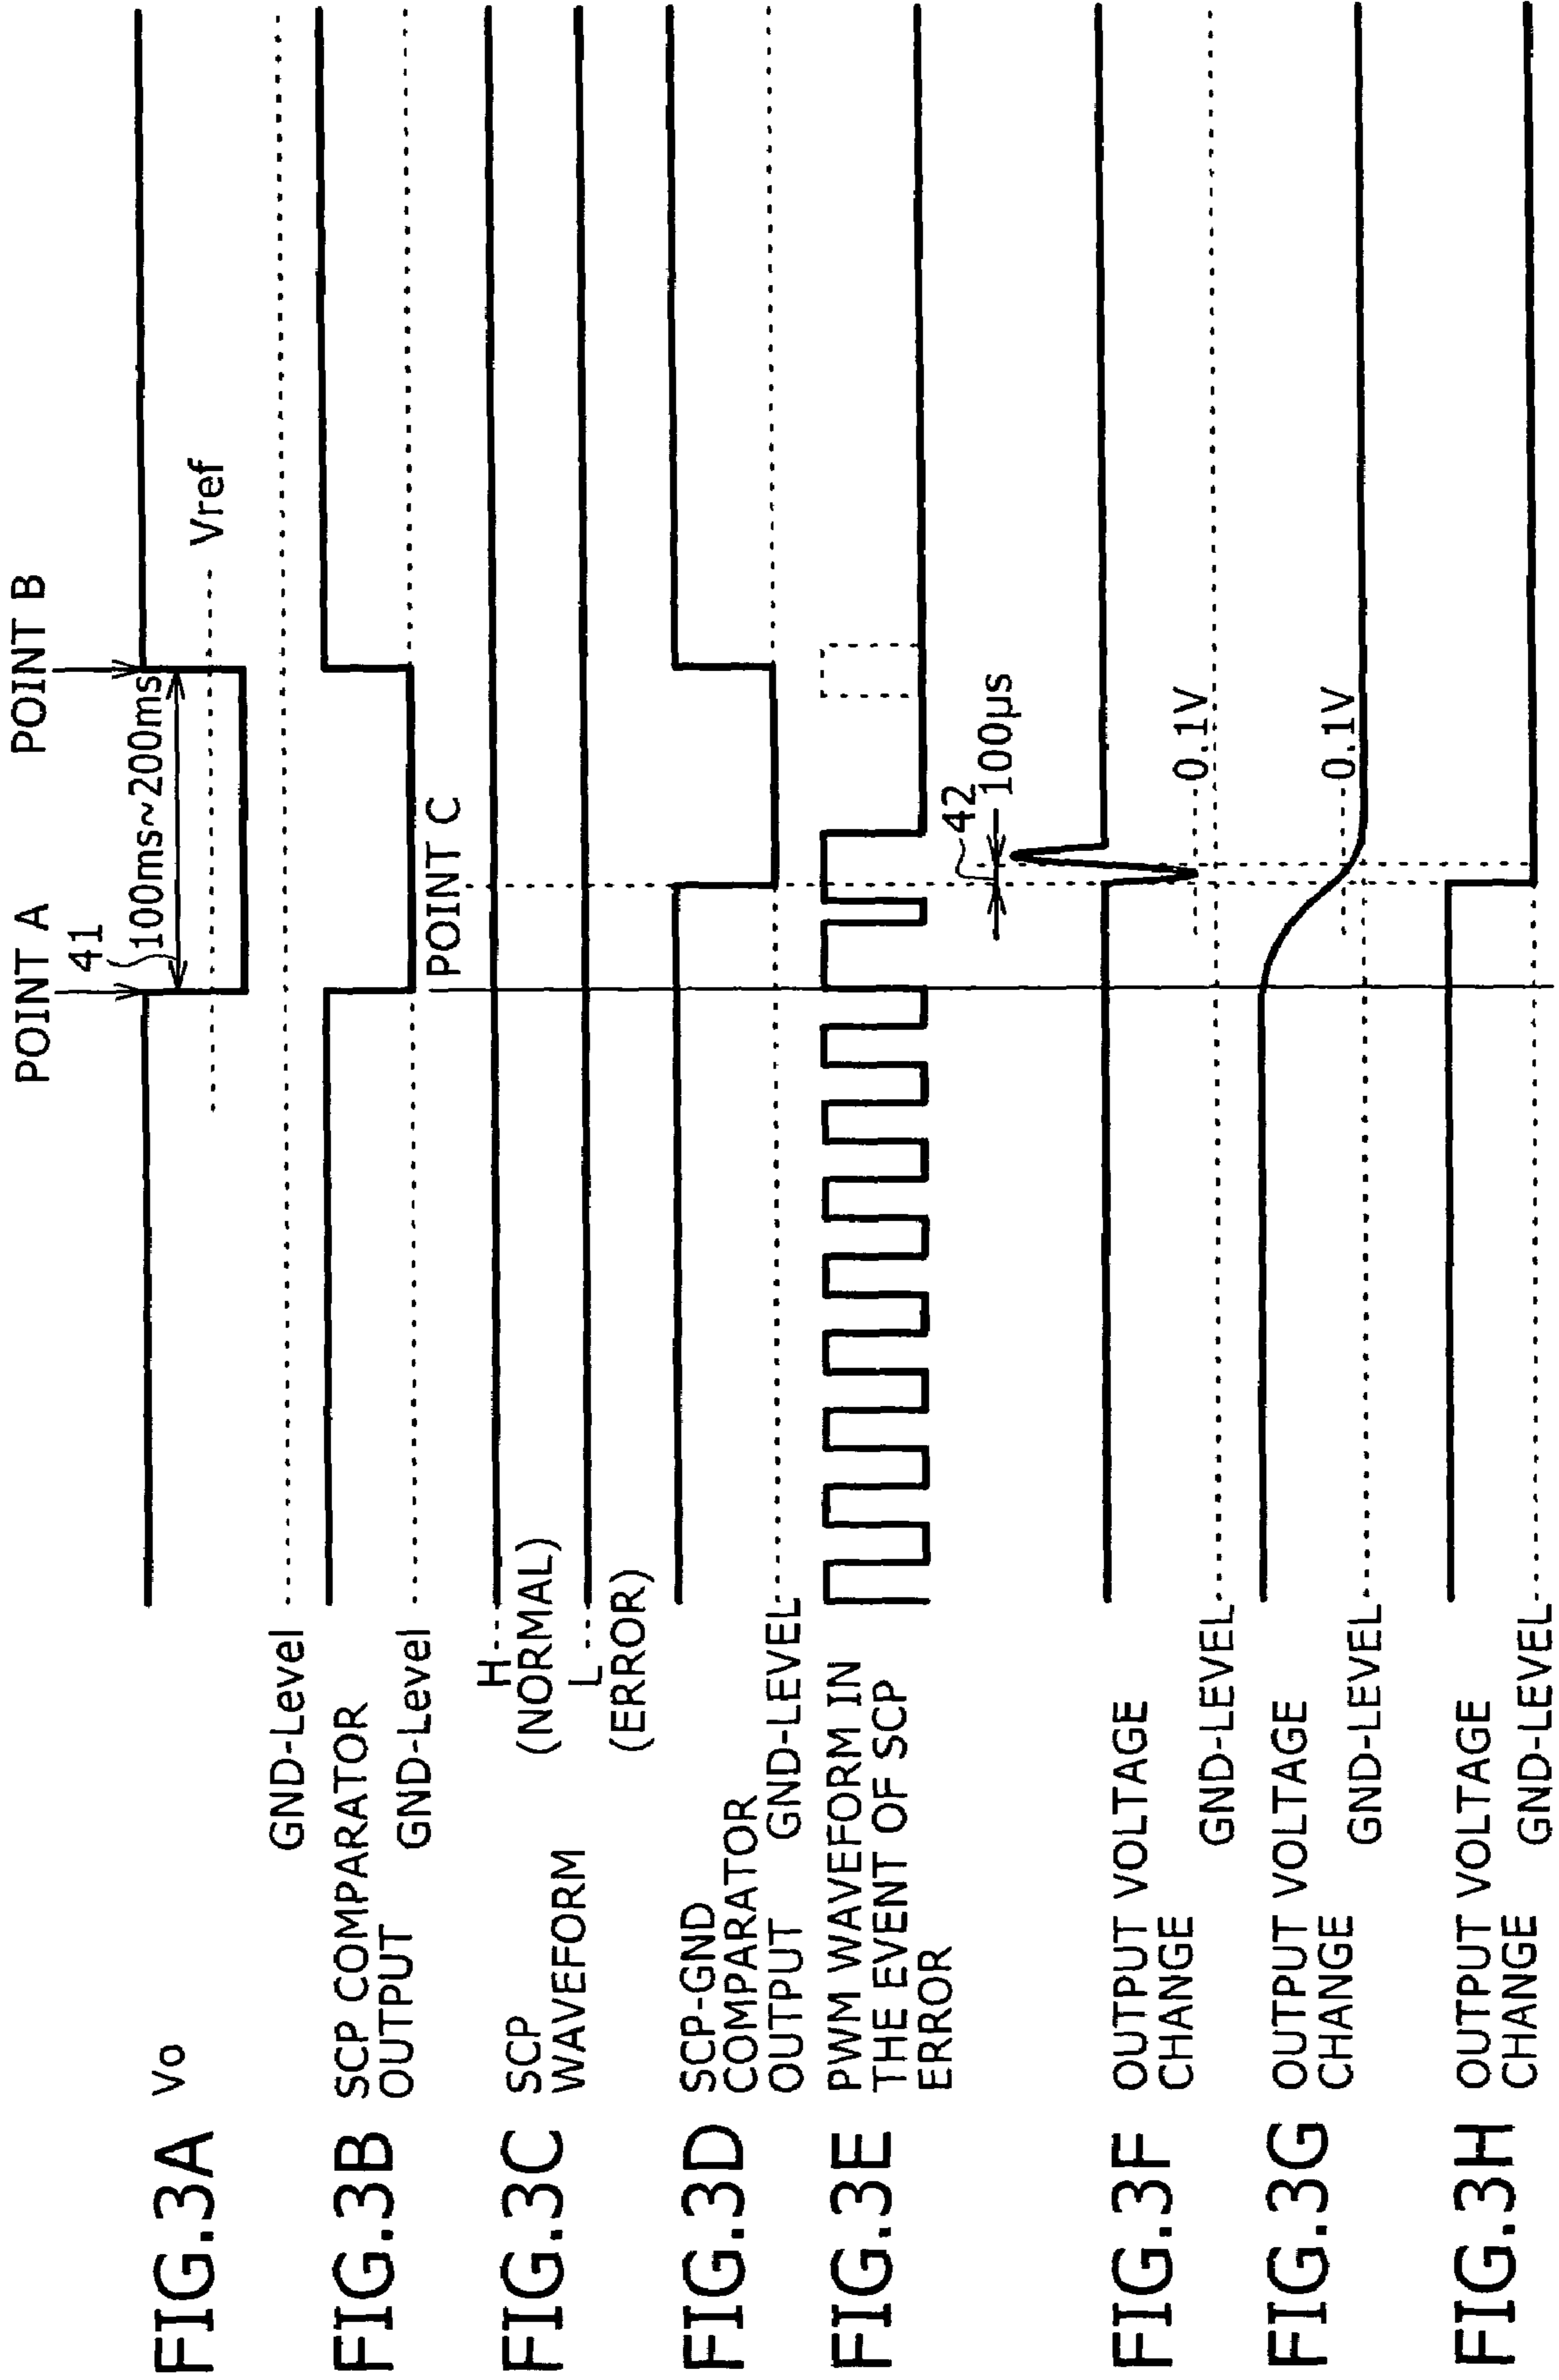 POINT A
POINT B
41
100ms~200ms
Vref
FIG.3A
Vo
GND-Level
FIG.3B
SCP COMPARATOR
OUTPUT
GND-Level
POINT C
FIG.3C
SCP
WAVEFORM
H
(NORMAL)
L
(ERROR)
FIG.3D
SCP-GND
COMPARATOR
OUTPUT
GND-LEVEL
FIG.3E
PWM WAVEFORM IN
THE EVENT OF SCP
ERROR
42
100μs
FIG.3F
OUTPUT VOLTAGE
CHANGE
GND-LEVEL
0.1V
FIG.3G
OUTPUT VOLTAGE
CHANGE
GND-LEVEL
0.1V
FIG.3H
OUTPUT VOLTAGE
CHANGE
GND-LEVEL